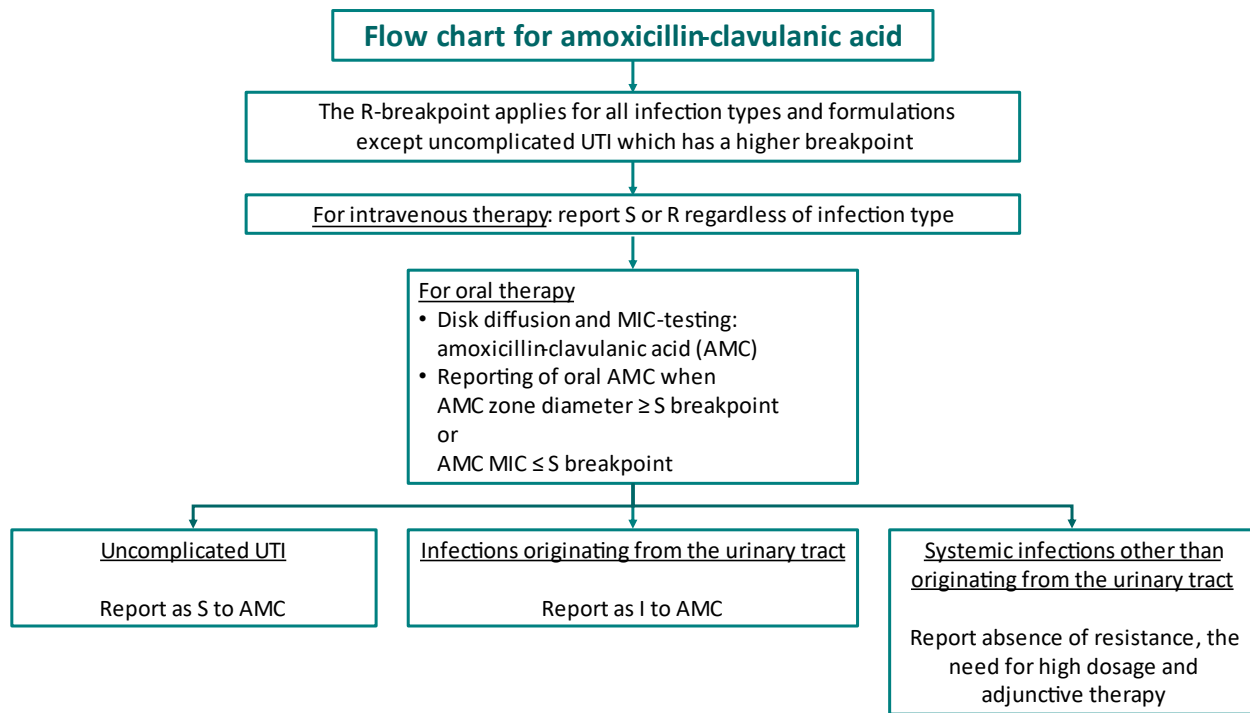 Flow chart for amoxicillin-clavulanic acid
The R-breakpoint applies for all infection types and formulations
except uncomplicated UTI which has a higher breakpoint
For intravenous therapy: report S or R regardless of infection type
For oral therapy
• Disk diffusion and MIC-testing:
amoxicillin-clavulanic acid (AMC)
• Reporting of oral AMC when
AMC zone diameter ≥ S breakpoint
or
AMC MIC ≤ S breakpoint
Uncomplicated UTI
Report as S to AMC
Infections originating from the urinary tract
Report as I to AMC
Systemic infections other than
originating from the urinary tract
Report absence of resistance, the
need for high dosage and
adjunctive therapy